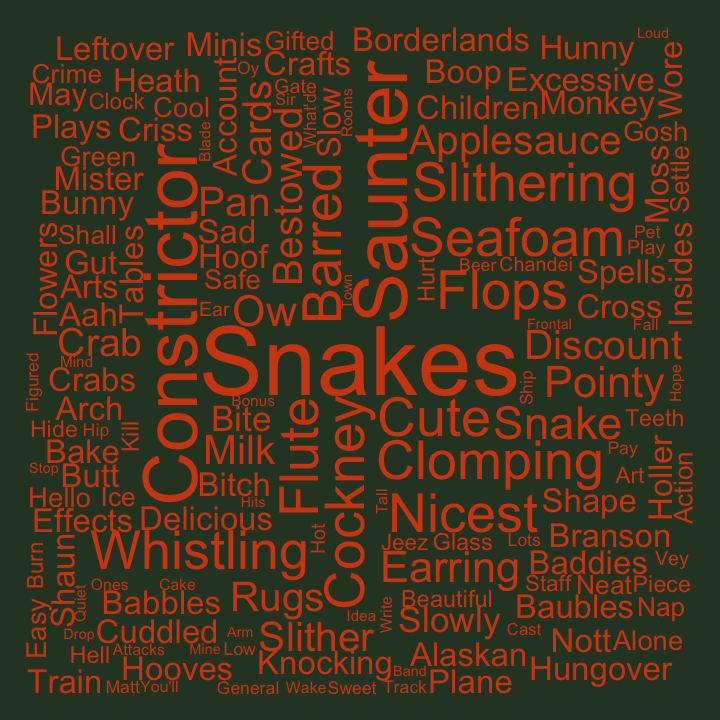 Leftover Minis Gifted Borderlands Hunny Loud
Crime Heath Account Oy Crafts Boop Excessive Wore
May Clock Cool Cards Gate Sir What'de Rooms Slow Saunter Children Monkey
Plays Criss Blade Bestowed Barred Applesauce Gosh
Green Constrictor Moss Settle
Mister Pan Slithering
Bunny Sad Seafoam Pet Insides
Flowers Shall Tables Hoof Hurt Beer Chandei Play
Gut Safe Town Flops Spells
Arts Ear Ow Cross
Aah Snakes Frontal Fall
Crab Mind Discount
Figured Crabs Bonus Ship Pointy Hope
Arch Bite Flute Cockney Cute Snake Teeth
Hide Hip Kill Milk Clomping Pay Holler
Bake
Stop Butt Bitch Art Action
Hello Ice Hits Tall Nicest Shape
Effects Delicious Hot Jeez Glass Lots Branson
Burn Shaun Whistling Earring Baddies Vey
Quiet Ones Cake Rugs Write Beautiful Staff Neat Piece
Easy Babbles Idea Slowly Baubles Nap
Drop Cuddled Arm Slither Cast Nott Alone
Hell Attacks Mine Low Knocking Alaskan
Hooves Band Hungover
Train Matt You'll General Wake Sweet Track Plane